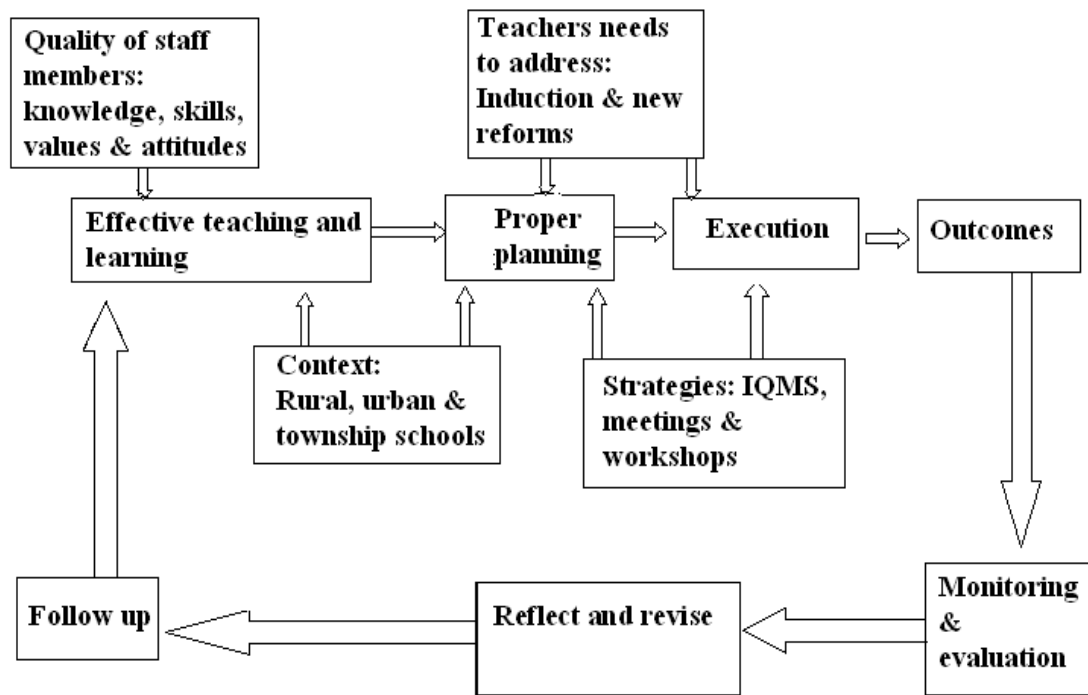 Quality of staff
members:
knowledge, skills,
values & attitudes
Teachers needs
to address:
Induction & new
reforms
Effective teaching and
learning
Proper
planning
Execution
Outcomes
Context:
Rural, urban &
township schools
Strategies: IQMS,
meetings &
workshops
Follow up
Reflect and revise
Monitoring
&
evaluation